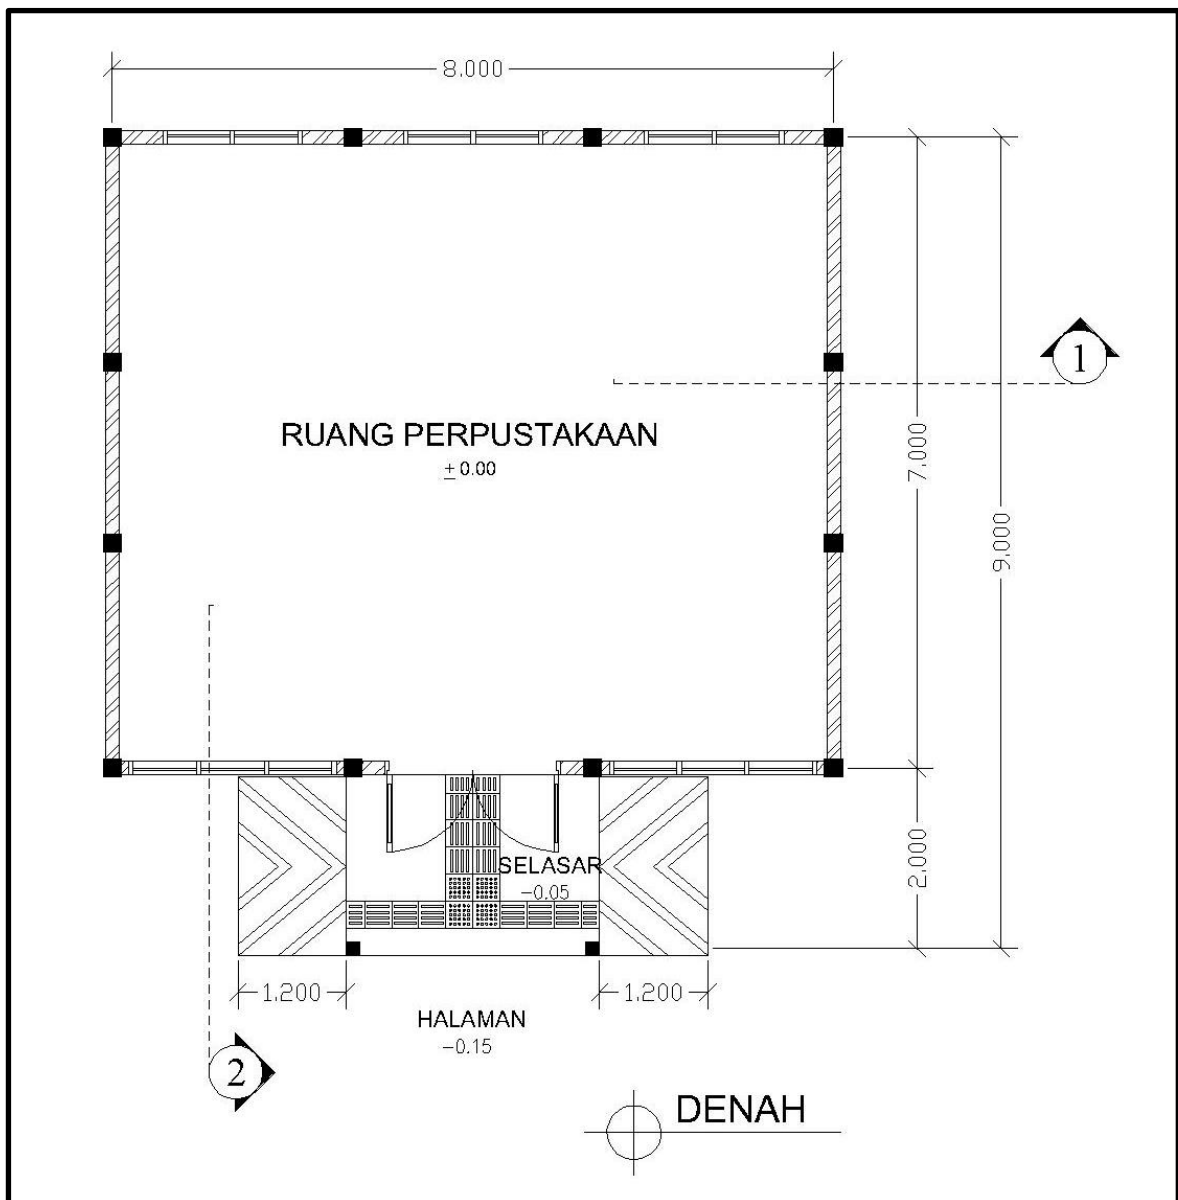 8.000
1
RUANG PERPUSTAKAAN
± 0.00
7.000
9.000
SELASAR
-0.05
2.000
1.200
1.200
HALAMAN
-0.15
2
DENAH